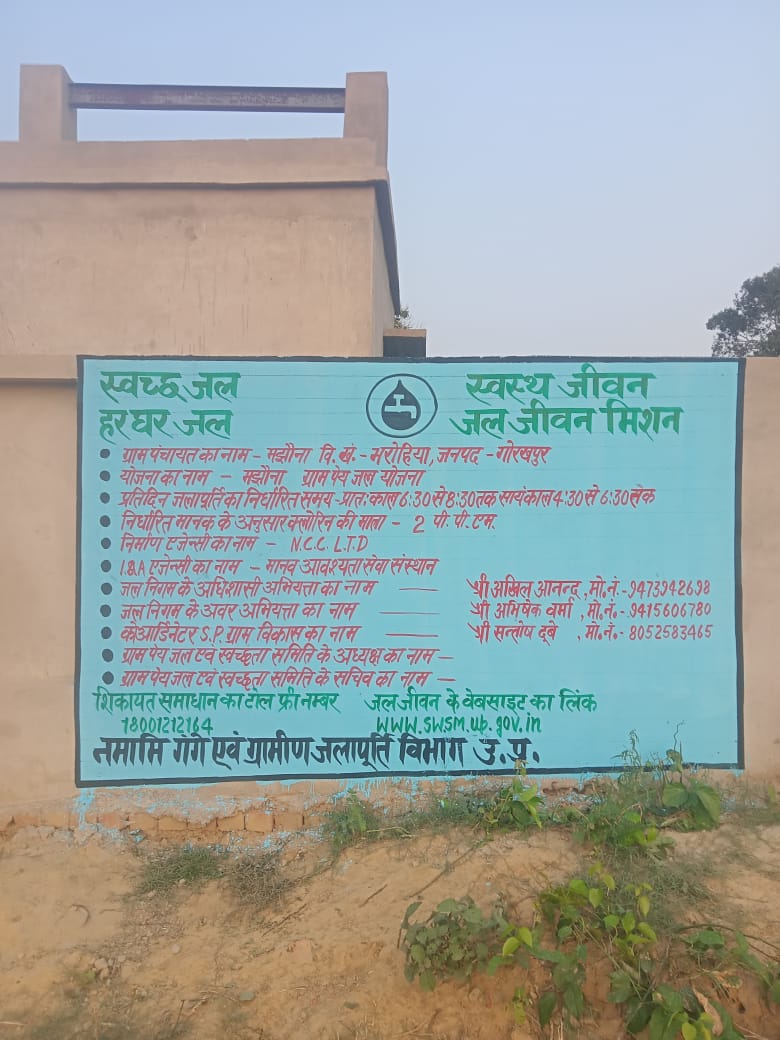 स्वच्छ जल स्वस्थ जीवन
हर घर जल जल जीवन मिशन
• ग्राम पंचायत का नाम - मझौना वि. खं. - मरोहिया, जनपद - गोरखपुर
• योजना का नाम - मझौना ग्राम पेय जल योजना
• प्रतिदिन जलापूर्ति का निर्धारित समय - प्रातः काल 6:30 से 8:30 तक सायंकाल 4:30 से 6:30 तक
• निर्धारित मानक के अनुसार क्लोरिन की मात्रा - 2 पी. पी. एम.
• निर्माण एजेन्सी का नाम - N.C.C. L.T.D
• I.S.A एजेन्सी का नाम - मानव आवश्यता सेवा संस्थान
• जल निगम के अधिशासी अभियत्ता का नाम — श्री अखिल आनन्द, मो. नं. - 9473942698
• जल निगम के अवर अभियत्ता का नाम — श्री अभिषेक वर्मा, मो. नं. - 9415606780
• कोआर्डिनेटर S.P. ग्राम विकास का नाम — श्री सन्तोष दूबे, मो. नं. - 8052583465
• ग्राम पेय जल एवं स्वच्छता समिति के अध्यक्ष का नाम —
• ग्राम पेय जल एवं स्वच्छता समिति के सचिव का नाम —
शिकायत समाधान का टोल फ्री नम्बर जल जीवन के वेबसाइट का लिंक
18001212164 www.swsm.up.gov.in
नमामि गंगे एवं ग्रामीण जलापूर्ति विभाग उ. प्र.